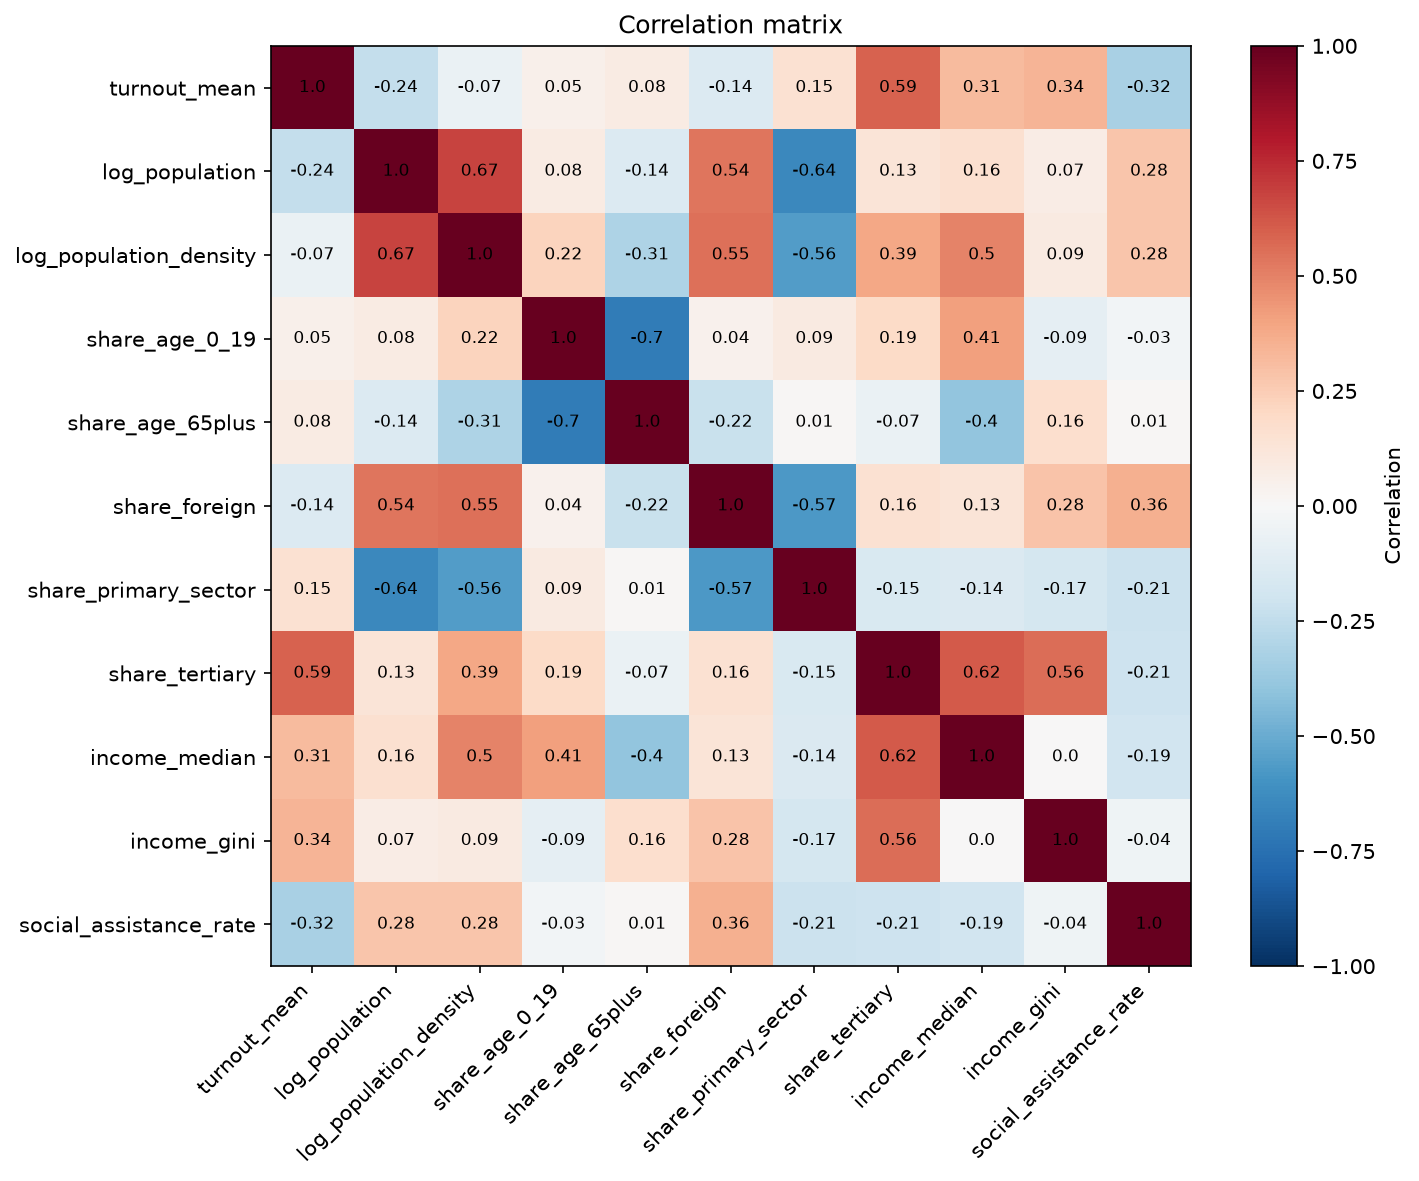 Correlation matrix
turnout_mean 1.0 -0.24 -0.07 0.05 0.08 -0.14 0.15 0.59 0.31 0.34 -0.32
log_population -0.24 1.0 0.67 0.08 -0.14 0.54 -0.64 0.13 0.16 0.07 0.28
log_population_density -0.07 0.67 1.0 0.22 -0.31 0.55 -0.56 0.39 0.5 0.09 0.28
share_age_0_19 0.05 0.08 0.22 1.0 -0.7 0.04 0.09 0.19 0.41 -0.09 -0.03
share_age_65plus 0.08 -0.14 -0.31 -0.7 1.0 -0.22 0.01 -0.07 -0.4 0.16 0.01
share_foreign -0.14 0.54 0.55 0.04 -0.22 1.0 -0.57 0.16 0.13 0.28 0.36
share_primary_sector 0.15 -0.64 -0.56 0.09 0.01 -0.57 1.0 -0.15 -0.14 -0.17 -0.21
share_tertiary 0.59 0.13 0.39 0.19 -0.07 0.16 -0.15 1.0 0.62 0.56 -0.21
income_median 0.31 0.16 0.5 0.41 -0.4 0.13 -0.14 0.62 1.0 0.0 -0.19
income_gini 0.34 0.07 0.09 -0.09 0.16 0.28 -0.17 0.56 0.0 1.0 -0.04
social_assistance_rate -0.32 0.28 0.28 -0.03 0.01 0.36 -0.21 -0.21 -0.19 -0.04 1.0
turnout_mean
log_population
log_population_density
share_age_0_19
share_age_65plus
share_foreign
share_primary_sector
share_tertiary
income_median
income_gini
social_assistance_rate
1.00
0.75
0.50
0.25
0.00
−0.25
−0.50
−0.75
−1.00
Correlation